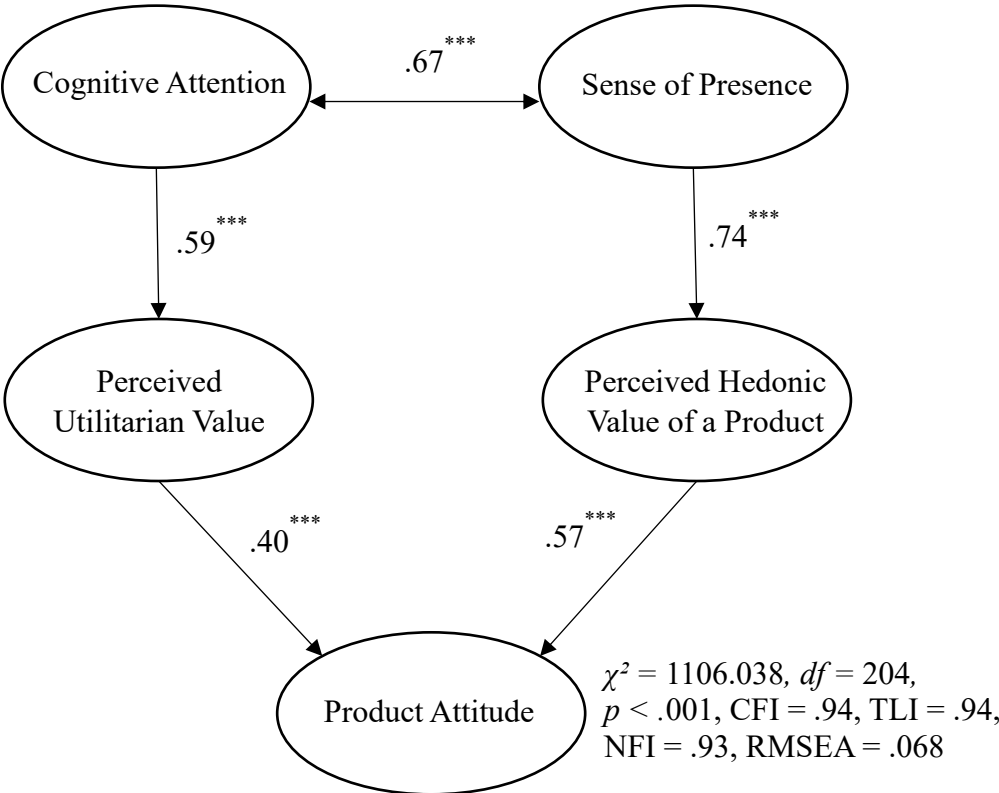 .67***
Cognitive Attention
Sense of Presence
.59***
.74***
Perceived
Utilitarian Value
Perceived Hedonic
Value of a Product
.40***
.57***
Product Attitude
χ² = 1106.038, df = 204,
p < .001, CFI = .94, TLI = .94,
NFI = .93, RMSEA = .068